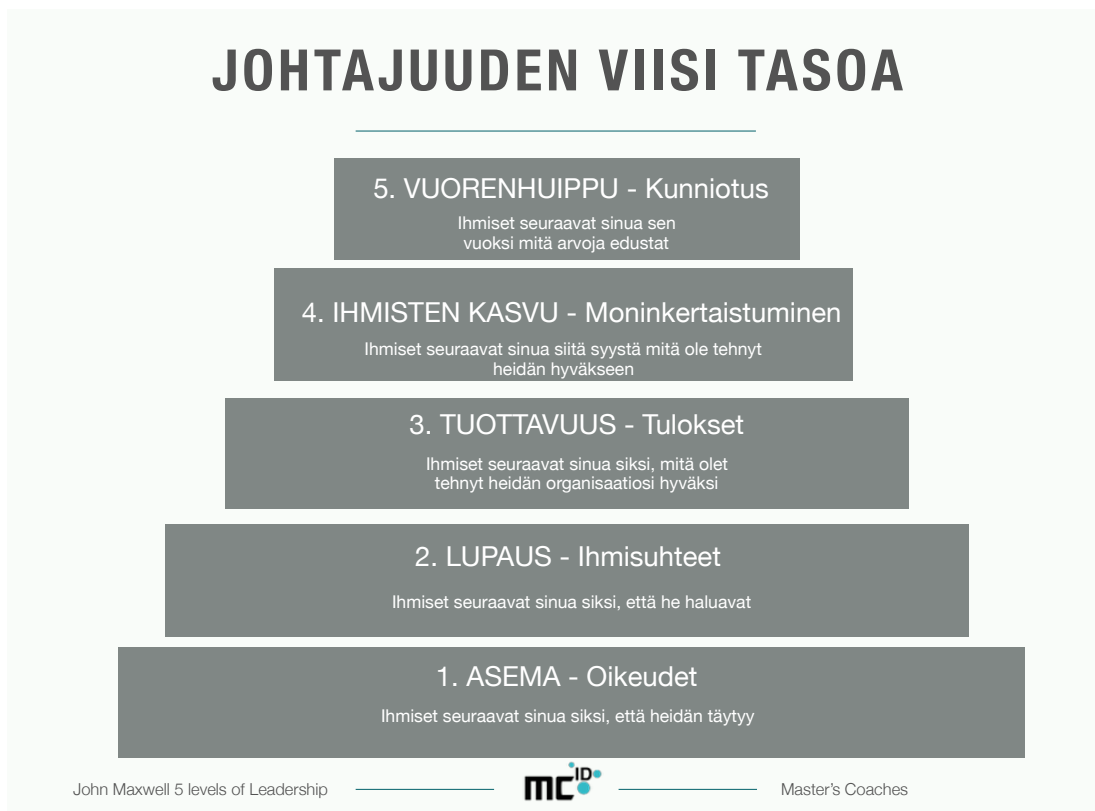 JOHTAJUUDEN VIISI TASOA
5. VUORENHUIPPU - Kunniotus
Ihmiset seuraavat sinua sen
vuoksi mitä arvoja edustat
4. IHMISTEN KASVU - Moninkertaistuminen
Ihmiset seuraavat sinua siitä syystä mitä ole tehnyt
heidän hyväkseen
3. TUOTTAVUUS - Tulokset
Ihmiset seuraavat sinua siksi, mitä olet
tehnyt heidän organisaatiosi hyväksi
2. LUPAUS - Ihmisuhteet
Ihmiset seuraavat sinua siksi, että he haluavat
1. ASEMA - Oikeudet
Ihmiset seuraavat sinua siksi, että heidän täytyy
John Maxwell 5 levels of Leadership
mc ID
Master's Coaches